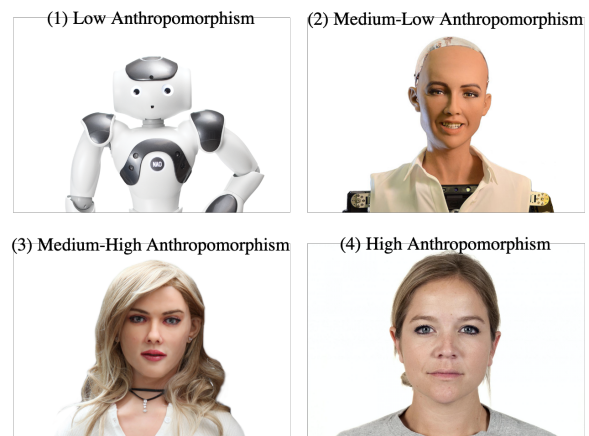 (1) Low Anthropomorphism
(2) Medium-Low Anthropomorphism
NAO
(3) Medium-High Anthropomorphism
(4) High Anthropomorphism